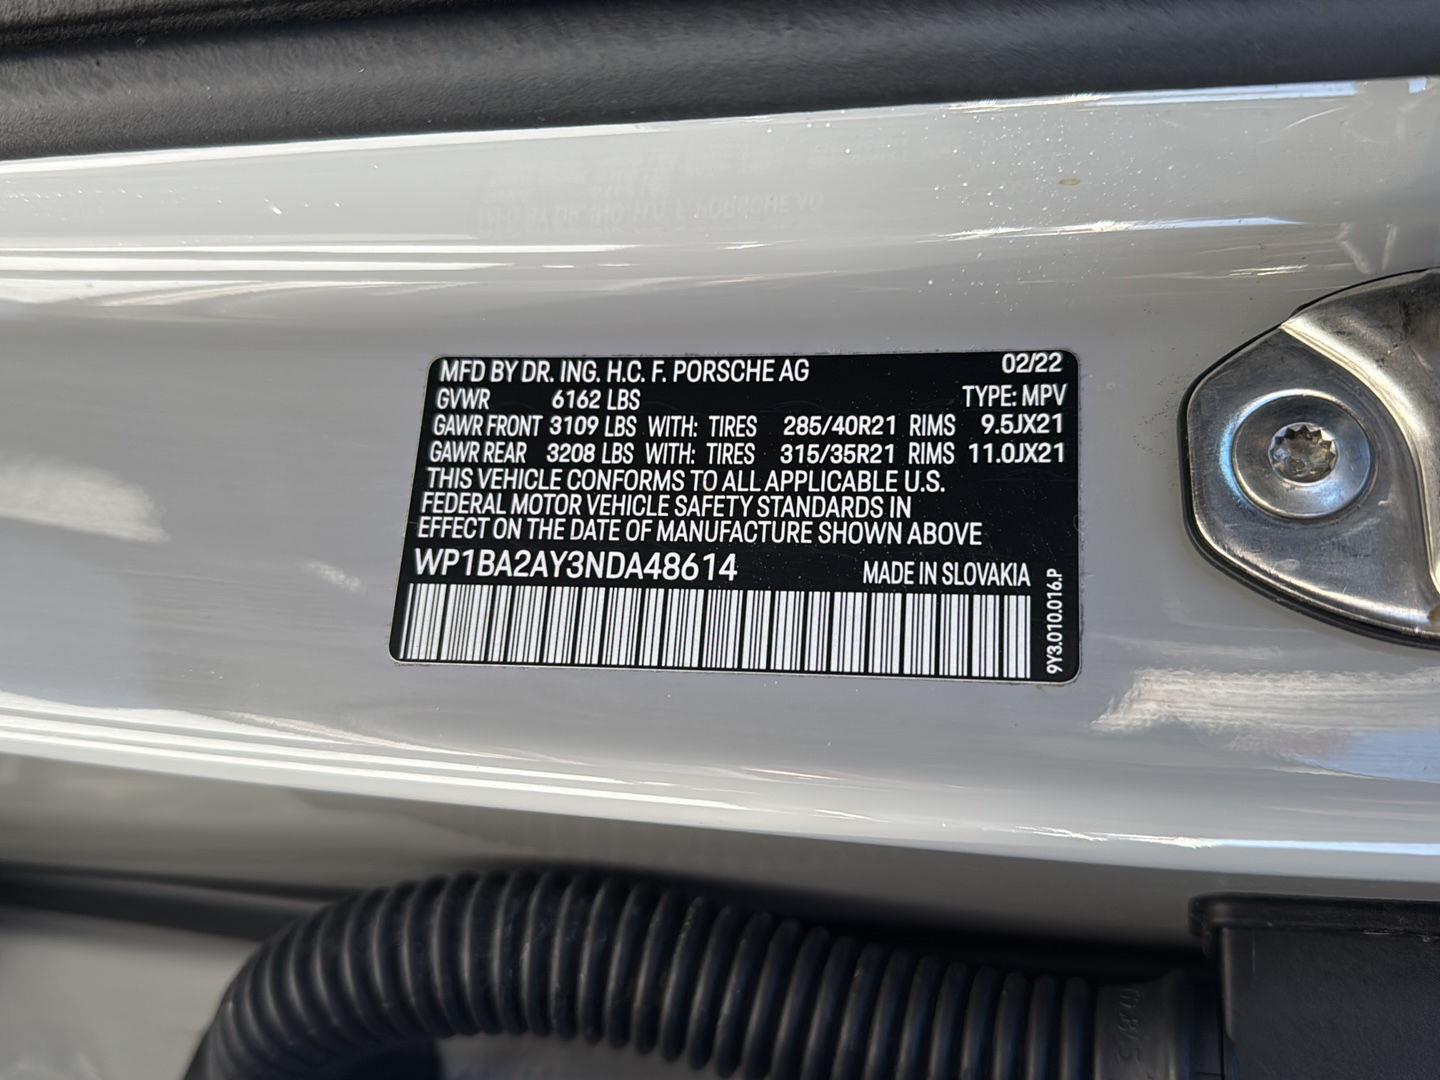 MFD BY DR. ING. H.C. F. PORSCHE AG 02/22
GVWR 6162 LBS TYPE: MPV
GAWR FRONT 3109 LBS WITH: TIRES 285/40R21 RIMS 9.5JX21
GAWR REAR 3208 LBS WITH: TIRES 315/35R21 RIMS 11.0JX21
THIS VEHICLE CONFORMS TO ALL APPLICABLE U.S.
FEDERAL MOTOR VEHICLE SAFETY STANDARDS IN
EFFECT ON THE DATE OF MANUFACTURE SHOWN ABOVE
WP1BA2AY3NDA48614 MADE IN SLOVAKIA
9Y3.010.016.P